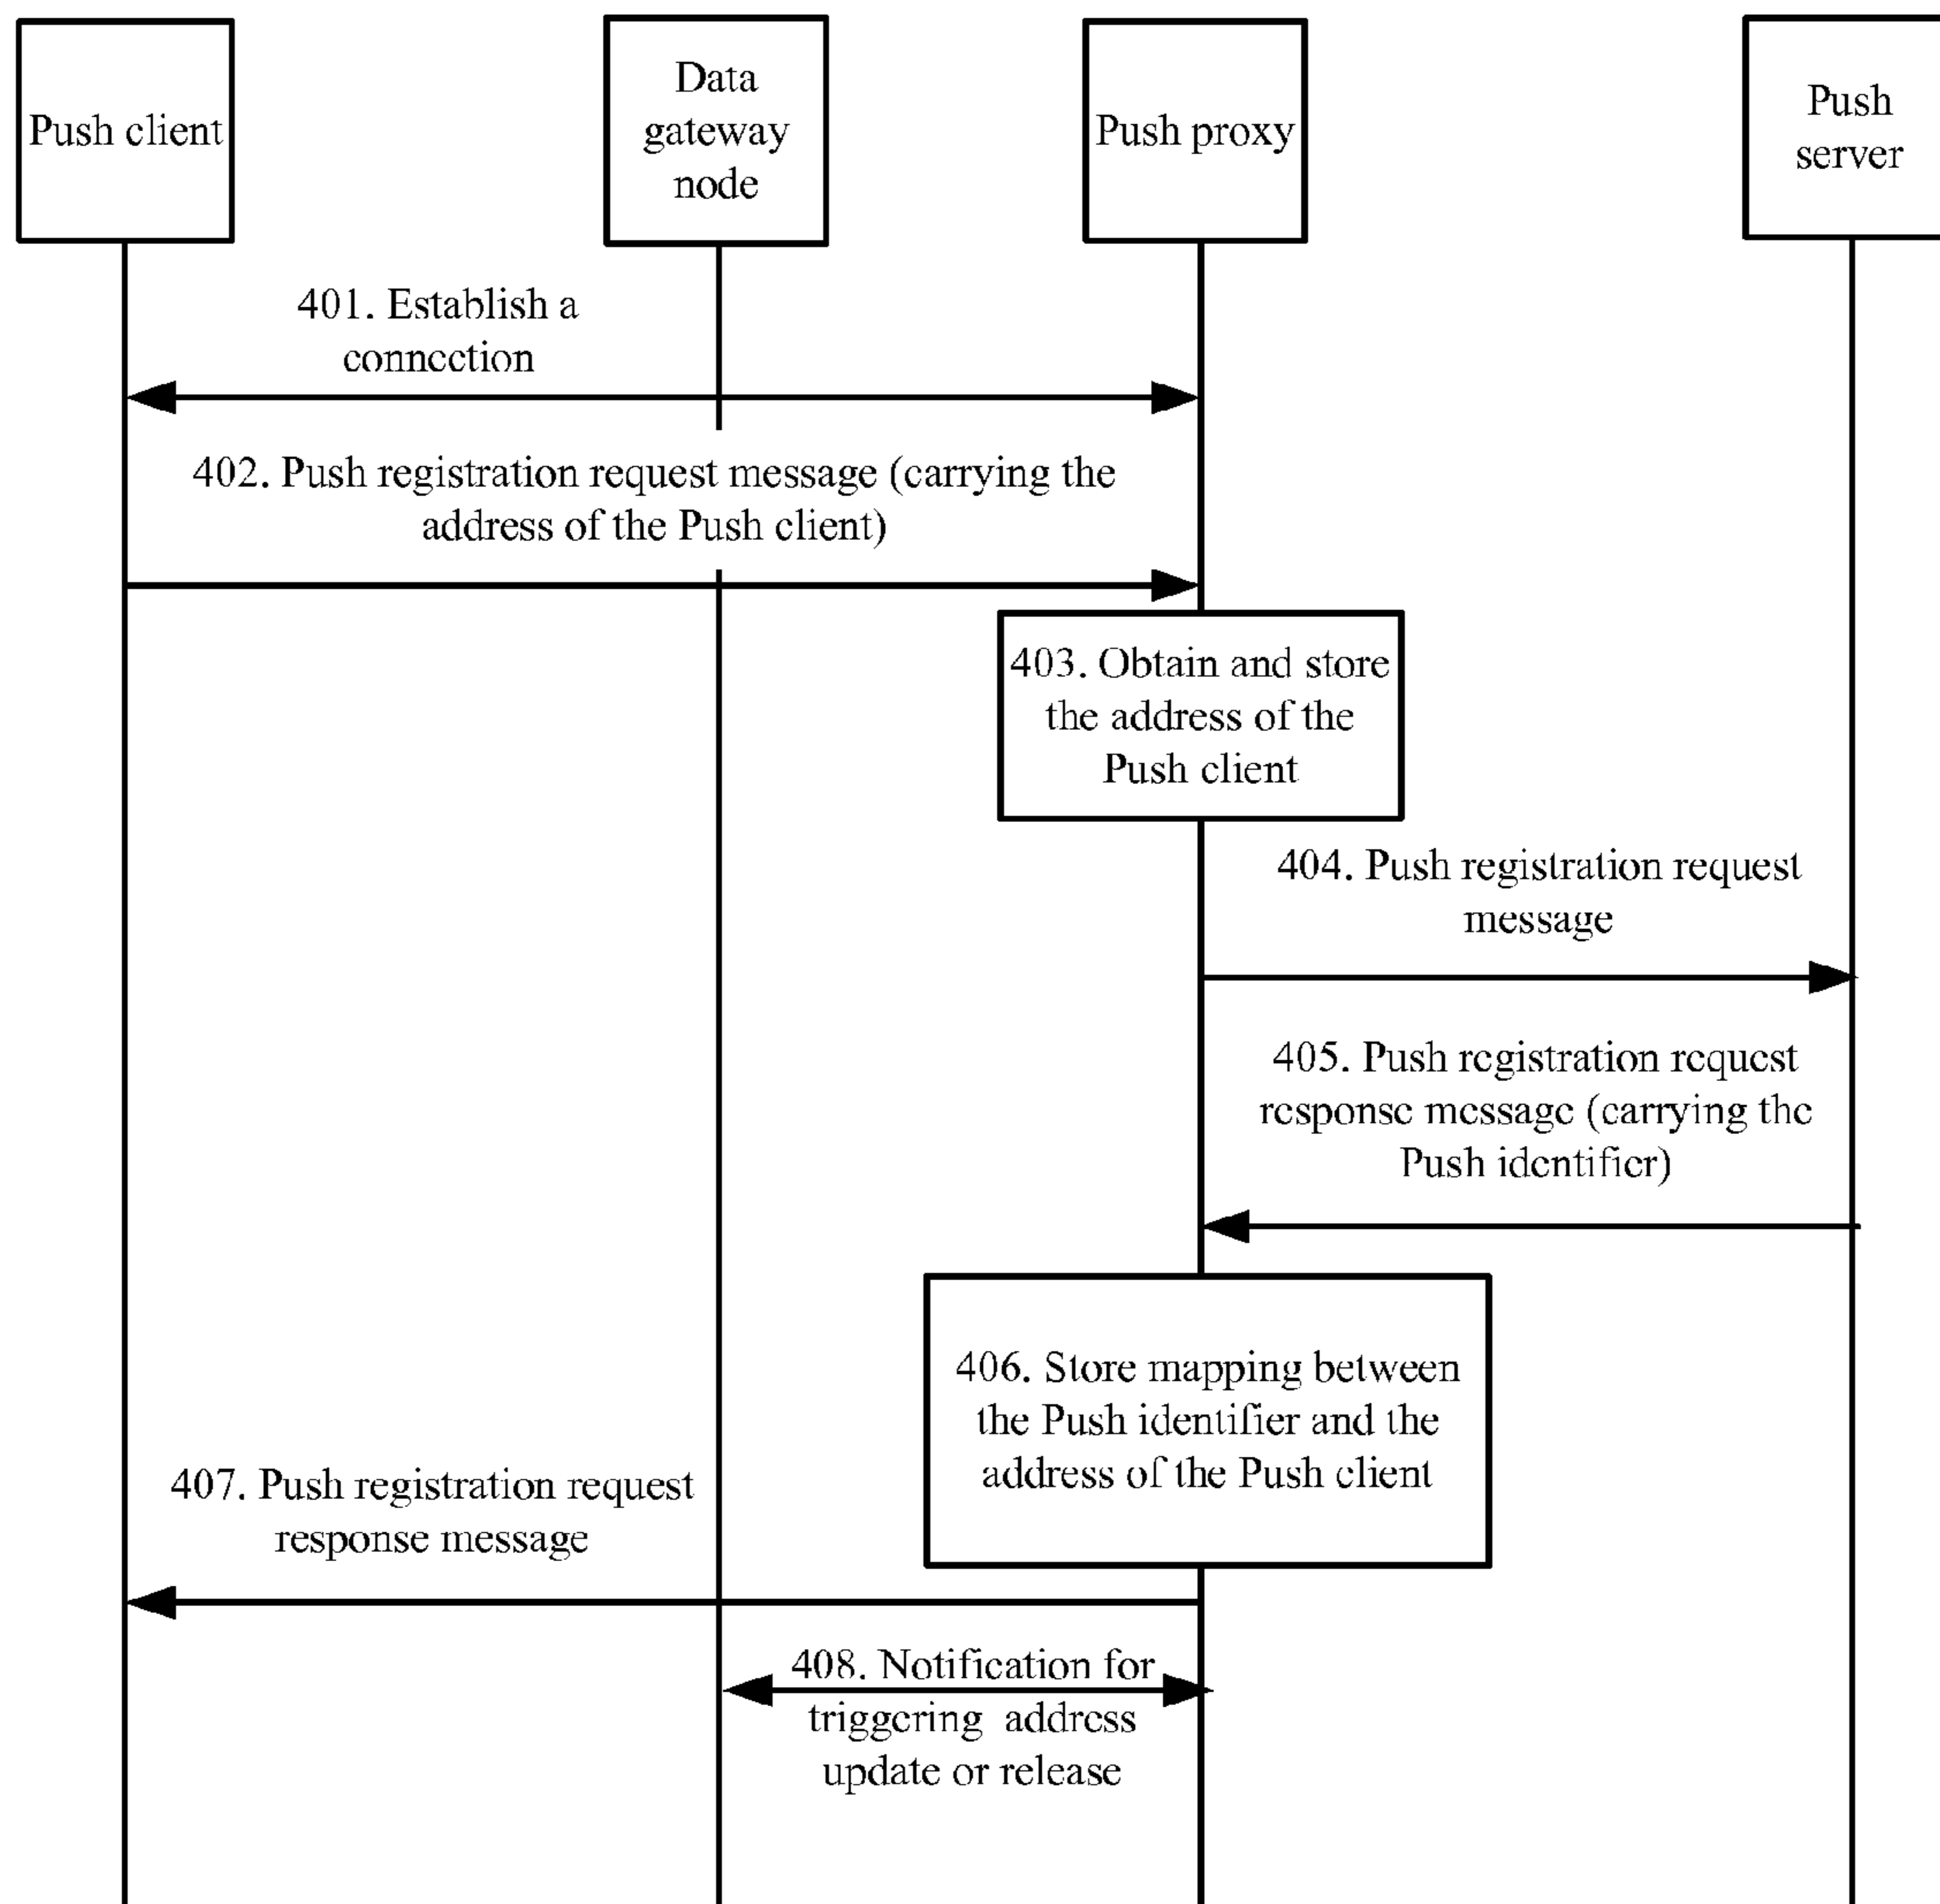 Push client
Data
gateway
node
Push proxy
Push
server
401. Establish a
connection
402. Push registration request message (carrying the
address of the Push client)
403. Obtain and store
the address of the
Push client
404. Push registration request
message
405. Push registration request
response message (carrying the
Push identifier)
406. Store mapping between
the Push identifier and the
address of the Push client
407. Push registration request
response message
408. Notification for
triggering address
update or release